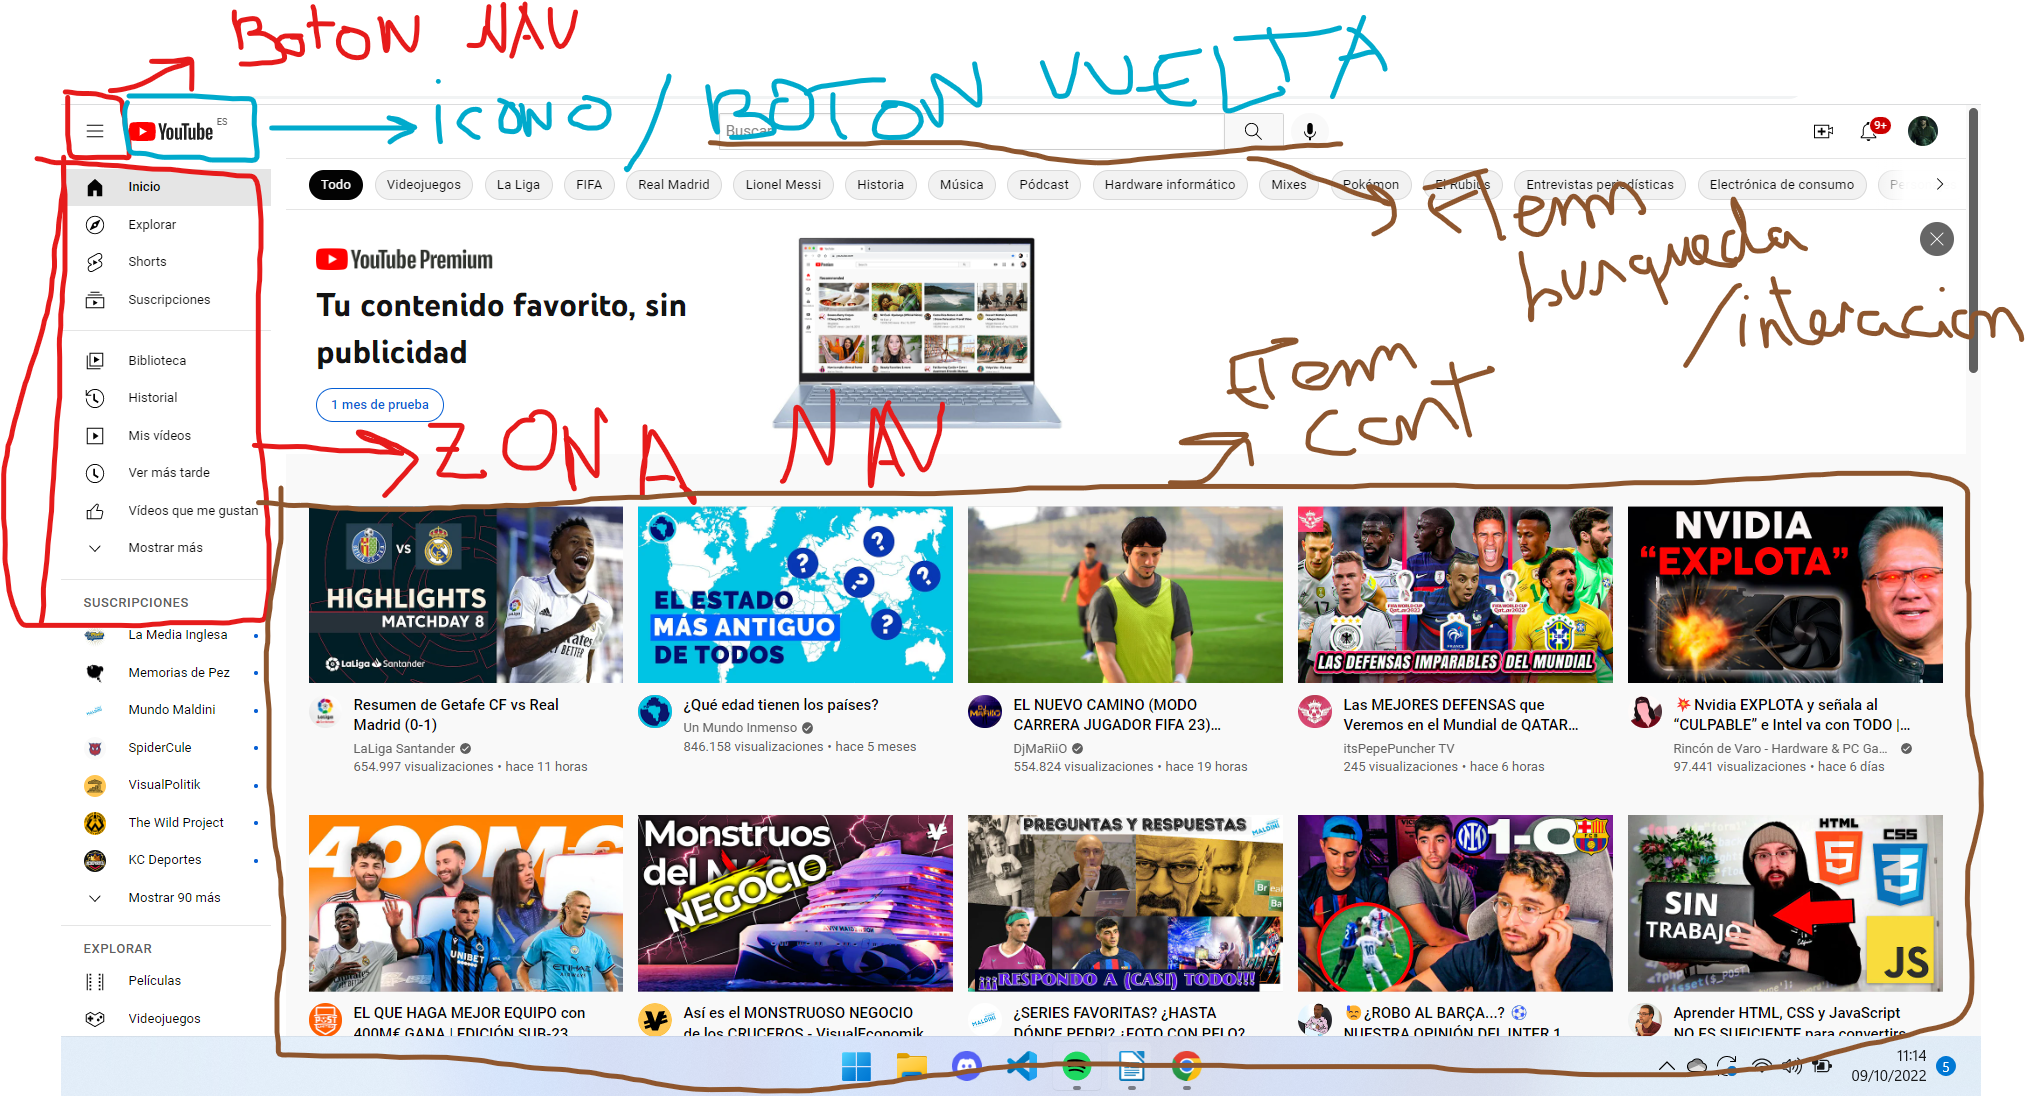 BOTON NAV
icono / BOTON VUELTA
YouTube ES
Buscar
9+
Todo Videojuegos La Liga FIFA Real Madrid Lionel Messi Historia Música Pódcast Hardware informático Mixes Pokémon El Rubius Entrevistas periodísticas Electrónica de consumo Pe
Elemm
busqueda
/interacion
Inicio
Explorar
Shorts
Suscripciones
Biblioteca
Historial
Mis vídeos
Ver más tarde
Vídeos que me gustan
Mostrar más
SUSCRIPCIONES
La Media Inglesa
Memorias de Pez
Mundo Maldini
SpiderCule
VisualPolitik
The Wild Project
KC Deportes
Mostrar 90 más
EXPLORAR
Películas
Videojuegos
YouTube Premium
Tu contenido favorito, sin
publicidad
1 mes de prueba
ZONA NAV
Elemm
cont
VS
HIGHLIGHTS
MATCHDAY 8
LaLiga Santander
Resumen de Getafe CF vs Real
Madrid (0-1)
LaLiga Santander
654.997 visualizaciones • hace 11 horas
EL ESTADO
MÁS ANTIGUO
DE TODOS
¿Qué edad tienen los países?
Un Mundo Inmenso
846.158 visualizaciones • hace 5 meses
EL NUEVO CAMINO (MODO
CARRERA JUGADOR FIFA 23)...
DjMaRiiO
554.824 visualizaciones • hace 19 horas
LAS DEFENSAS IMPARABLES DEL MUNDIAL
Las MEJORES DEFENSAS que
Veremos en el Mundial de QATAR...
itsPepePuncher TV
245 visualizaciones • hace 6 horas
NVIDIA
“EXPLOTA”
💥 Nvidia EXPLOTA y señala al
“CULPABLE” e Intel va con TODO |...
Rincón de Varo - Hardware & PC Ga...
97.441 visualizaciones • hace 6 días
400M€
UNIBET
EL QUE HAGA MEJOR EQUIPO con
400M€ GANA | EDICIÓN SUB-23
Monstruos
del
NEGOCIO
Así es el MONSTRUOSO NEGOCIO
de los CRUCEROS - VisualEconomik
PREGUNTAS Y RESPUESTAS
MALDINI
¡¡¡RESPONDO A (CASI) TODO!!!
¿SERIES FAVORITAS? ¿HASTA
DÓNDE PEDRI? ¿FOTO CON PELO?
1-0
😓¿ROBO AL BARÇA...? ⚽
NUESTRA OPINIÓN DEL INTER 1
HTML
CSS
SIN
TRABAJO
JS
Aprender HTML, CSS y JavaScript
NO ES SUFICIENTE para convertirs
11:14
09/10/2022
5